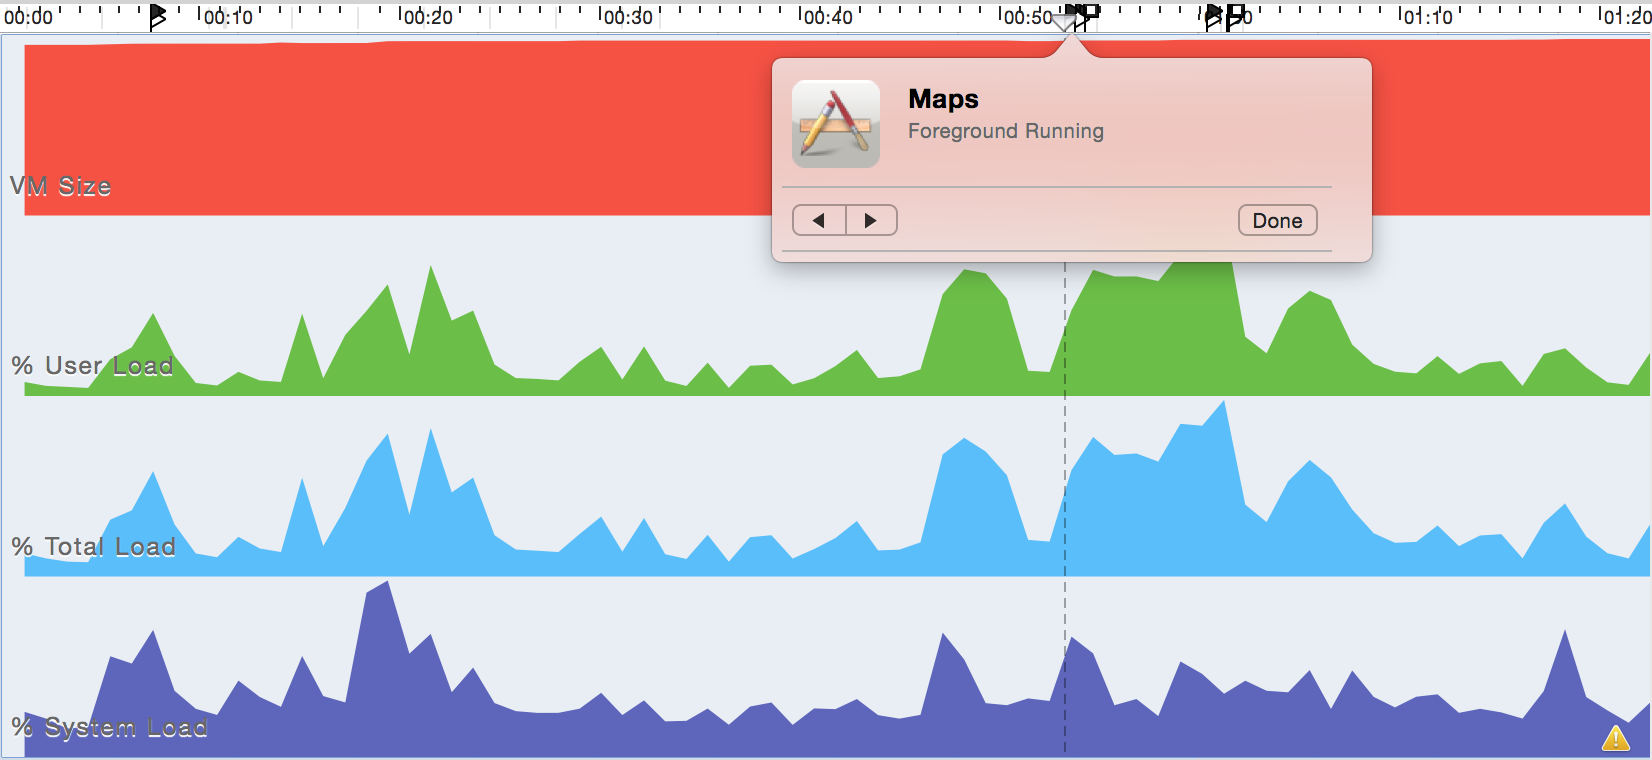 00:00 00:10 00:20 00:30 00:40 00:50 01:10 01:20
Maps
Foreground Running
VM Size
Done
% User Load
% Total Load
% System Load